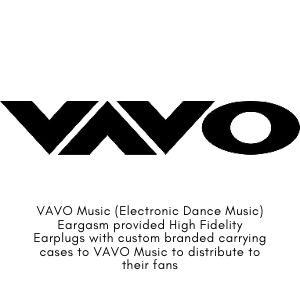 VAVO
VAVO Music (Electronic Dance Music)
Eargasm provided High Fidelity
Earplugs with custom branded carrying
cases to VAVO Music to distribute to
their fans